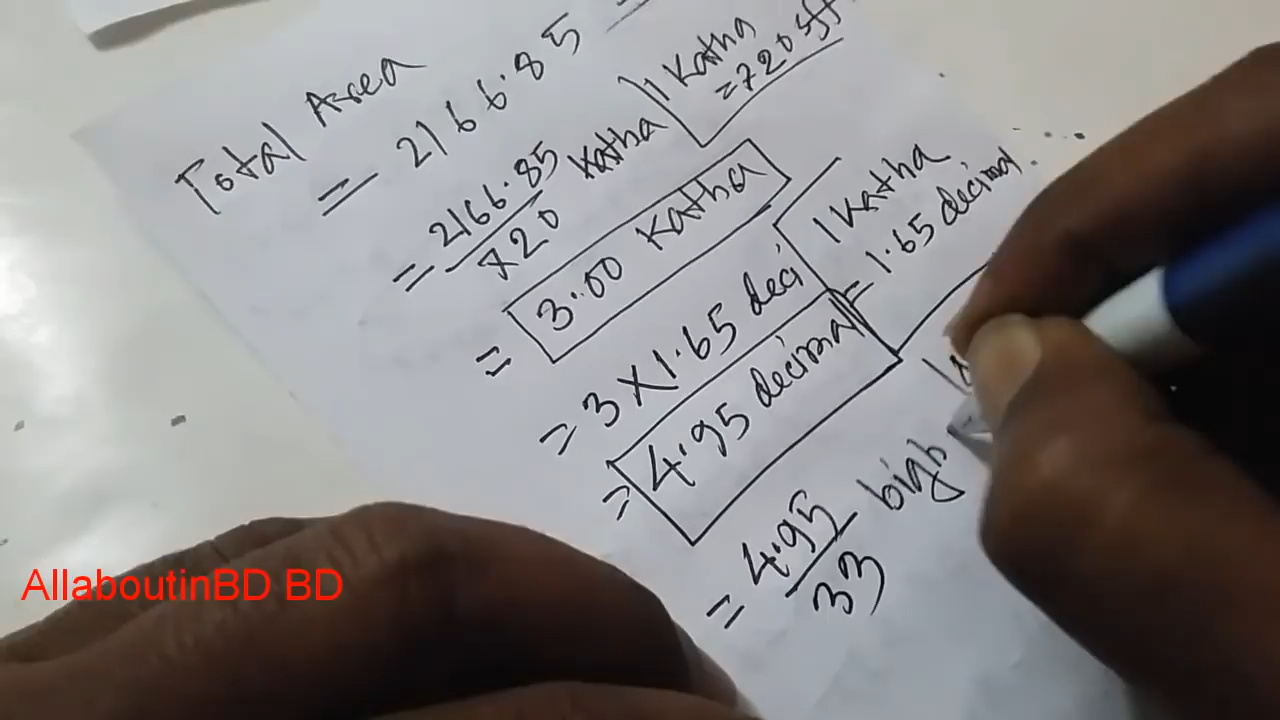 Total Area
= 2166.85
= 2166.85/720 Katha
1 Katha
= 720 sft
= 3.00 Katha
= 3 X 1.65 deci
1 Katha
= 1.65 decimal
= 4.95 decimal
= 4.95/33 bigh
AllaboutinBD BD